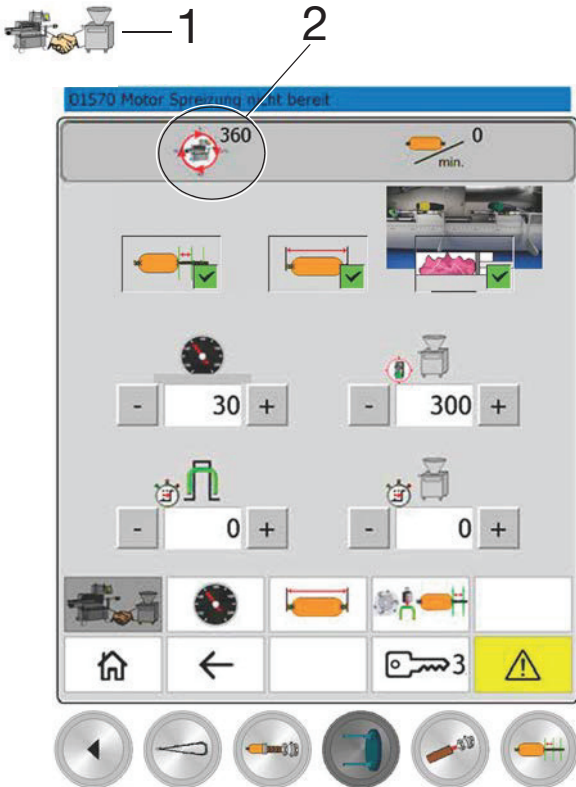 1
2
01570 Motor Spreizung nicht bereit
360
0
min.
- 30 +
- 300 +
- 0 +
- 0 +
3